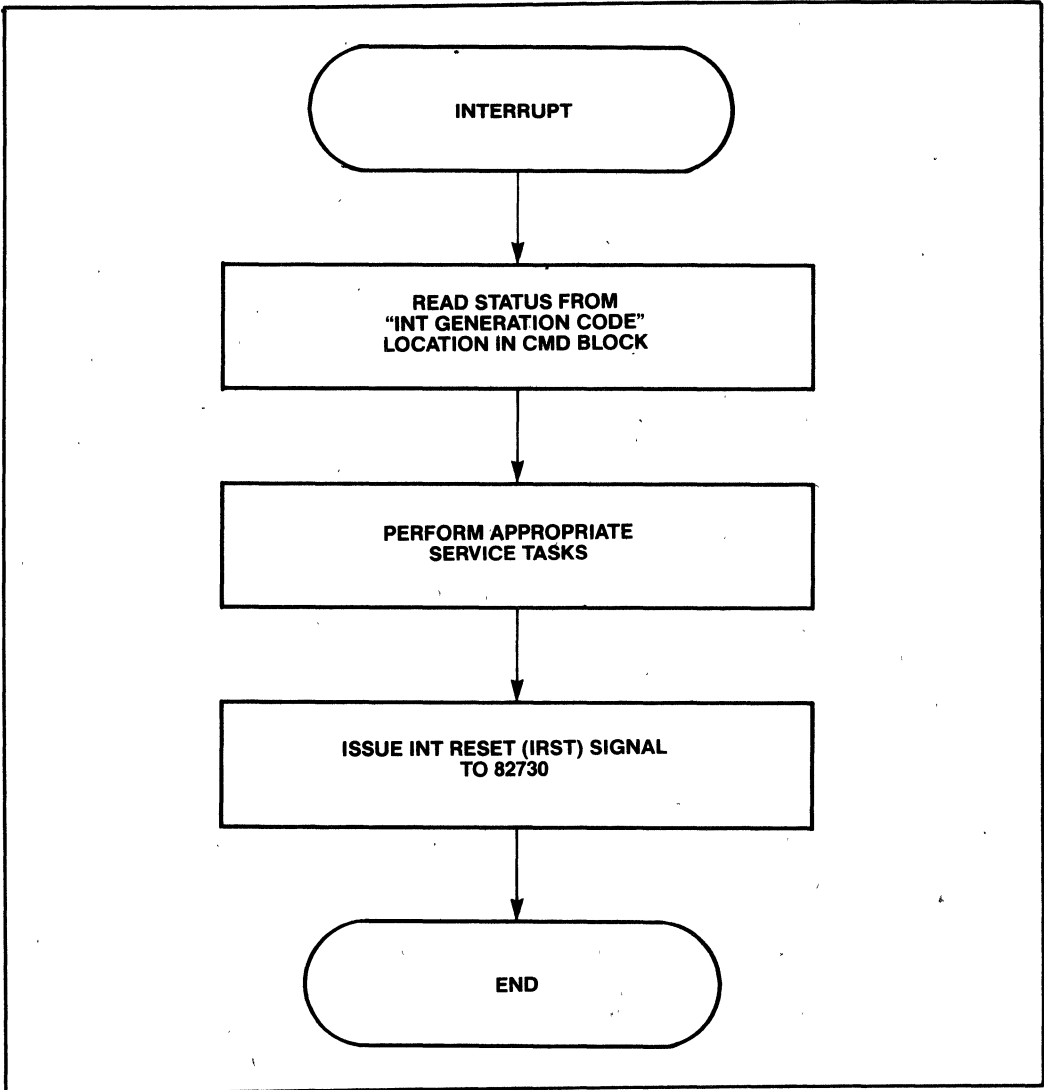 INTERRUPT
READ STATUS FROM
“INT GENERATION CODE”
LOCATION IN CMD BLOCK
PERFORM APPROPRIATE
SERVICE TASKS
ISSUE INT RESET (IRST) SIGNAL
TO 82730
END